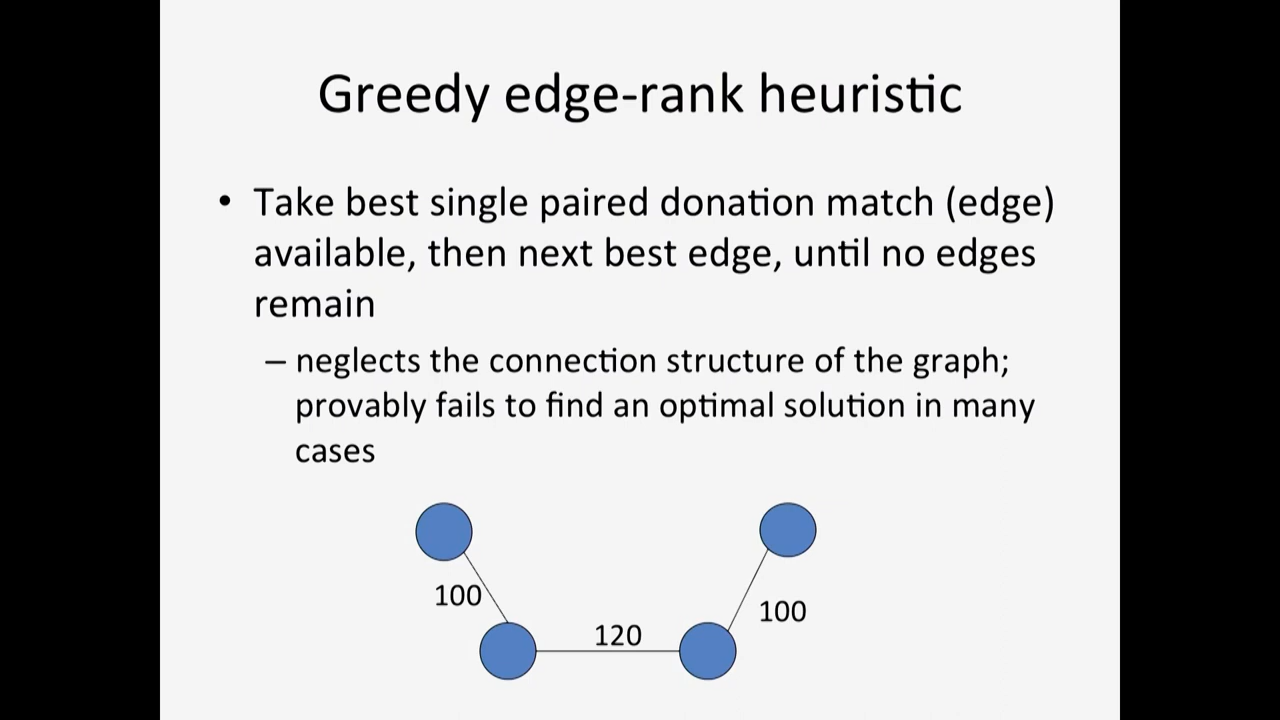 Greedy edge-rank heuristic
• Take best single paired donation match (edge)
available, then next best edge, until no edges
remain
– neglects the connection structure of the graph;
provably fails to find an optimal solution in many
cases
100
120
100